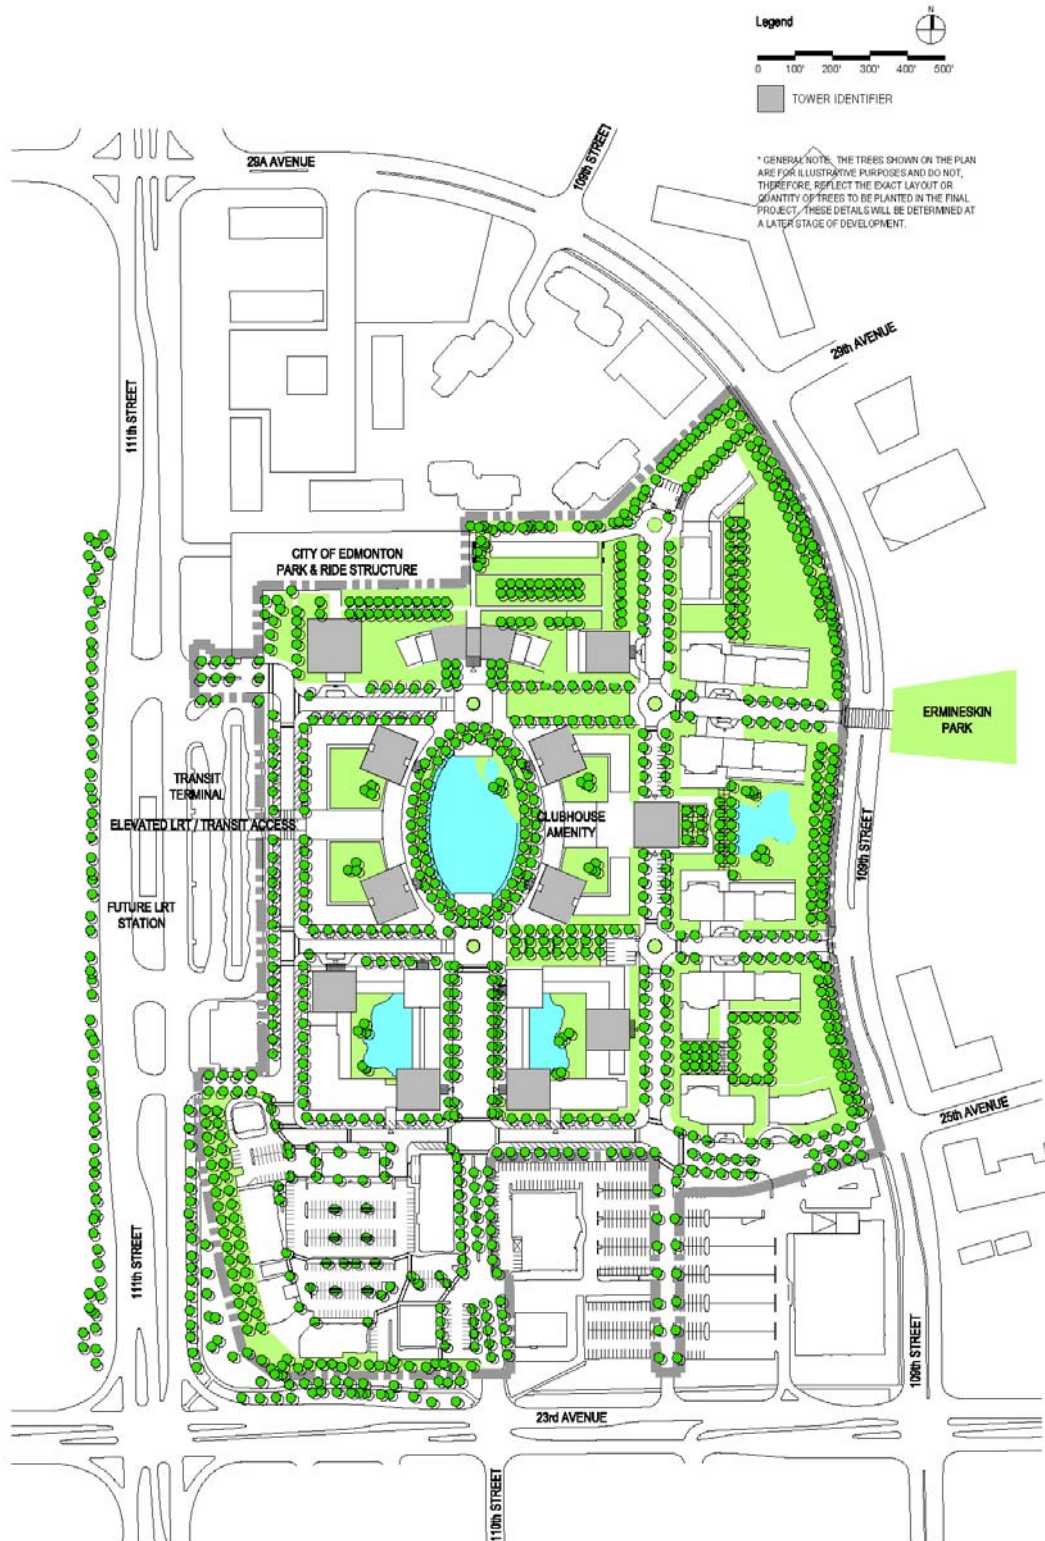 Legend
N
0 100' 200' 300' 400' 500'
TOWER IDENTIFIER
* GENERAL NOTE: THE TREES SHOWN ON THE PLAN
ARE FOR ILLUSTRATIVE PURPOSES AND DO NOT,
THEREFORE, REFLECT THE EXACT LAYOUT OR
QUANTITY OF TREES TO BE PLANTED IN THE FINAL
PROJECT. THESE DETAILS WILL BE DETERMINED AT
A LATER STAGE OF DEVELOPMENT.
29A AVENUE
109th STREET
29th AVENUE
111th STREET
CITY OF EDMONTON
PARK & RIDE STRUCTURE
ERMINESKIN
PARK
TRANSIT
TERMINAL
ELEVATED LRT / TRANSIT ACCESS
CLUBHOUSE
AMENITY
109th STREET
FUTURE LRT
STATION
25th AVENUE
111th STREET
109th STREET
23rd AVENUE
110th STREET